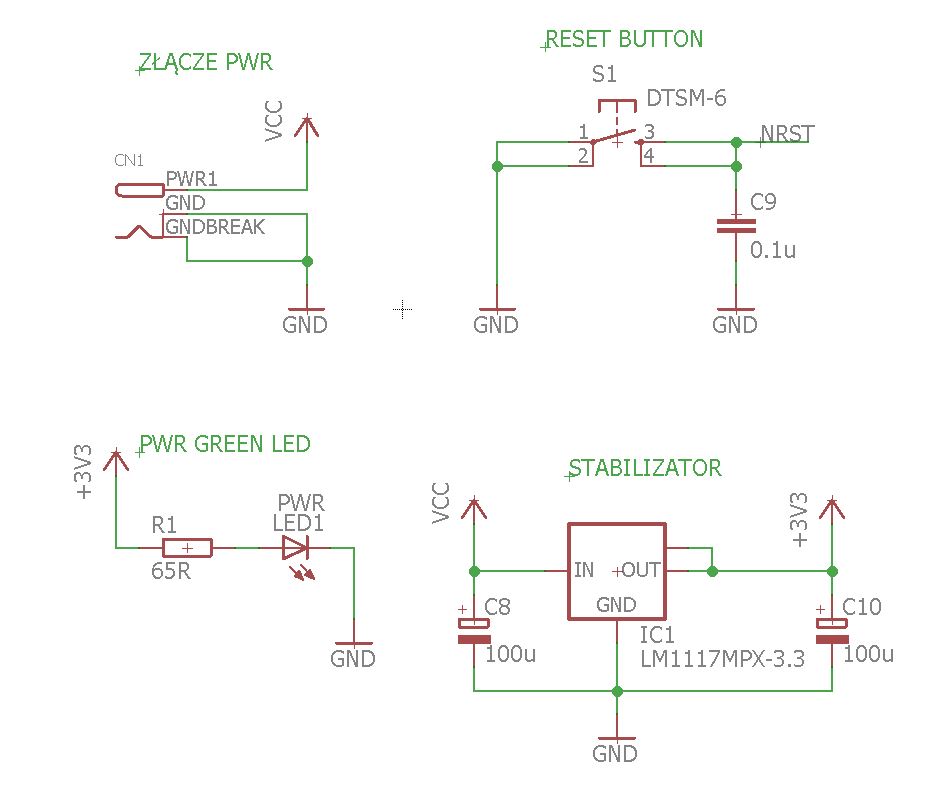 ZŁĄCZE PWR
VCC
CN1
PWR1
GND
GNDBREAK
GND
RESET BUTTON
S1
DTSM-6
1
3
2
4
NRST
C9
0.1u
GND
GND
PWR GREEN LED
+3V3
R1
65R
PWR
LED1
GND
STABILIZATOR
VCC
+3V3
IN
OUT
GND
C8
100u
IC1
LM1117MPX-3.3
C10
100u
GND